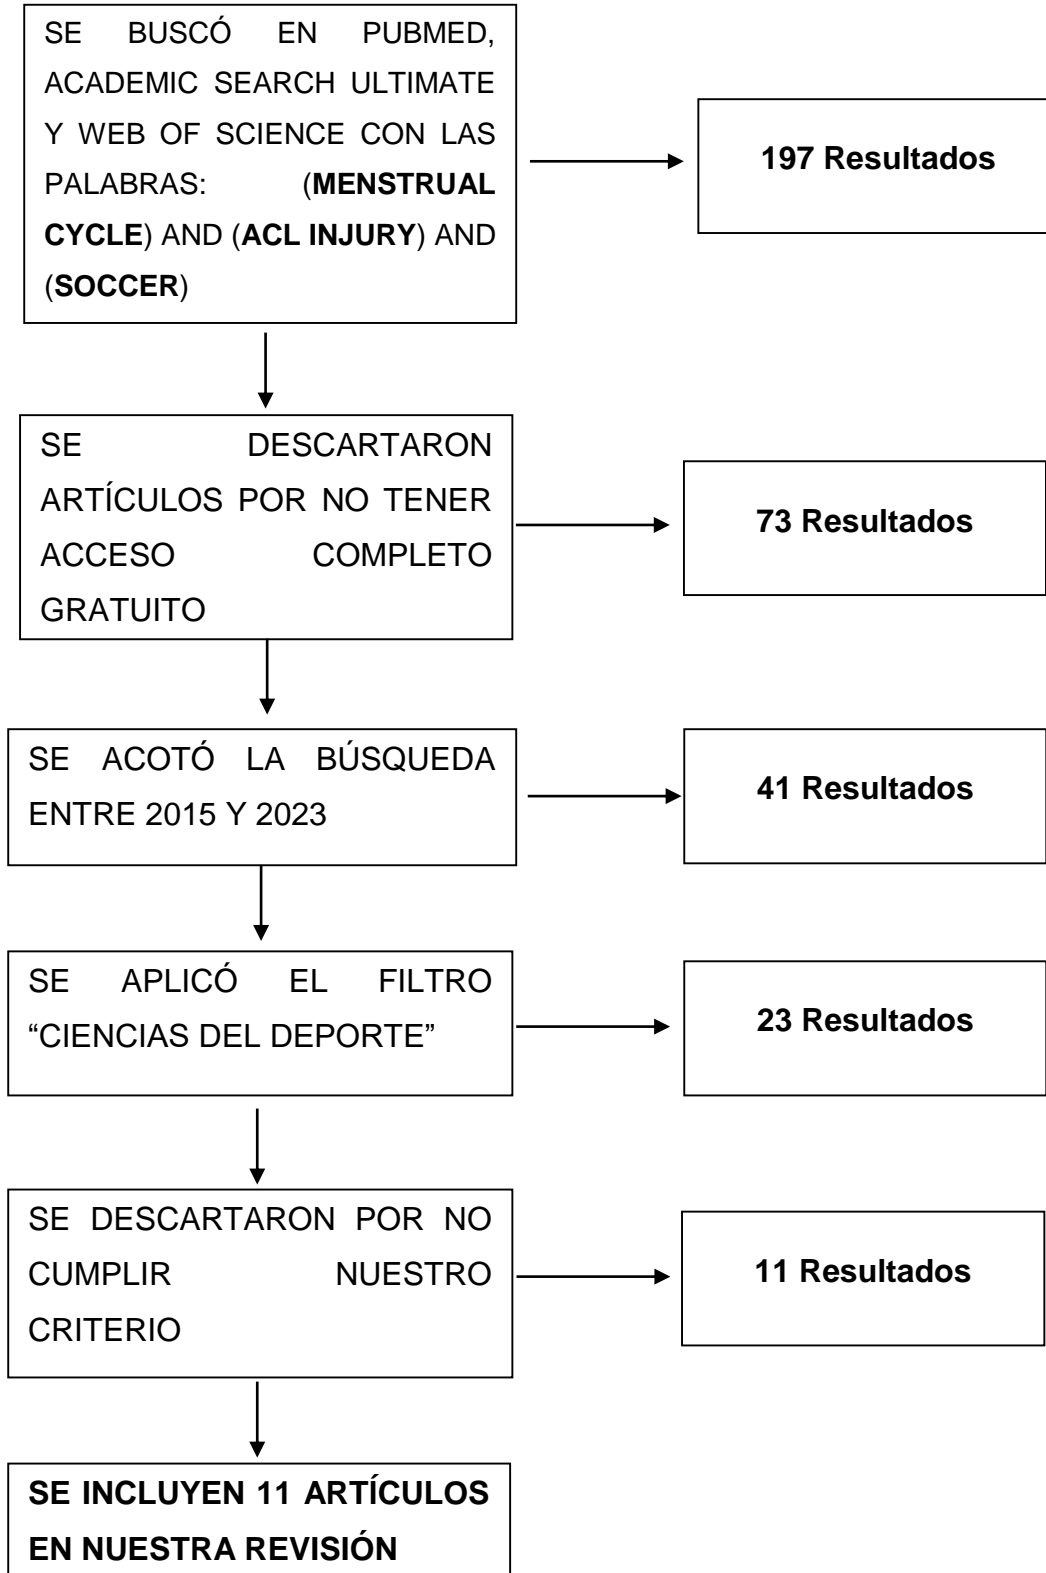 SE BUSCÓ EN PUBMED,
ACADEMIC SEARCH ULTIMATE
Y WEB OF SCIENCE CON LAS
PALABRAS: (MENSTRUAL
CYCLE) AND (ACL INJURY) AND
(SOCCER)
197 Resultados
SE DESCARTARON
ARTÍCULOS POR NO TENER
ACCESO COMPLETO
GRATUITO
73 Resultados
SE ACOTÓ LA BÚSQUEDA
ENTRE 2015 Y 2023
41 Resultados
SE APLICÓ EL FILTRO
“CIENCIAS DEL DEPORTE”
23 Resultados
SE DESCARTARON POR NO
CUMPLIR NUESTRO
CRITERIO
11 Resultados
SE INCLUYEN 11 ARTÍCULOS
EN NUESTRA REVISIÓN